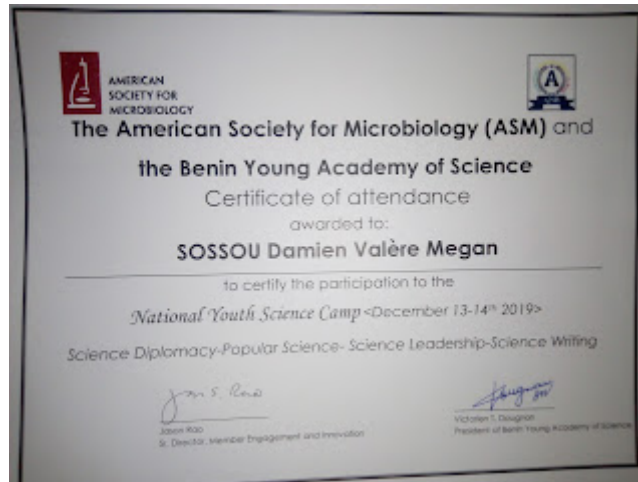 AMERICAN
SOCIETY FOR
MICROBIOLOGY
A
The American Society for Microbiology (ASM) and
the Benin Young Academy of Science
Certificate of attendance
awarded to:
SOSSOU Damien Valère Megan
to certify the participation to the
National Youth Science Camp <December 13-14th 2019>
Science Diplomacy-Popular Science- Science Leadership-Science Writing
Jason Rao
Sr. Director, Member Engagement and Innovation
Victorien T. Dougnon
President of Benin Young Academy of Science